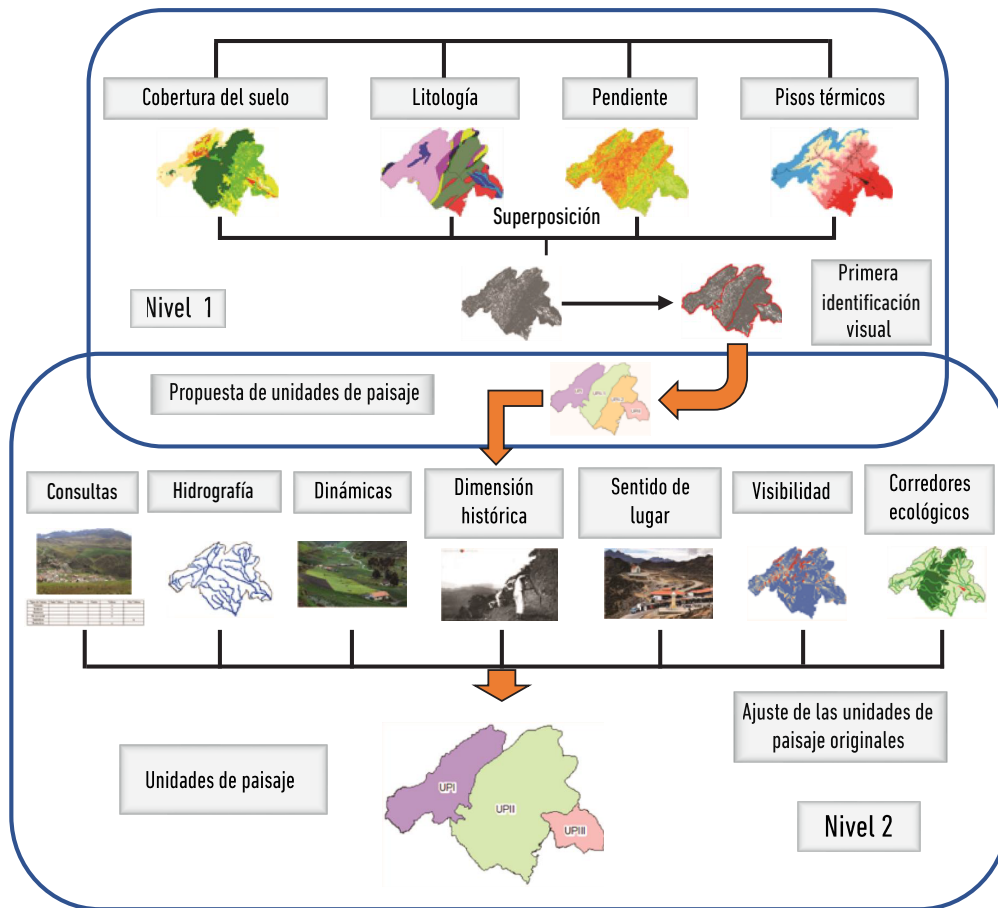 Cobertura del suelo
Litología
Pendiente
Pisos térmicos
Superposición
Nivel 1
Primera
identificación
visual
Propuesta de unidades de paisaje
Consultas
Hidrografía
Dinámicas
Dimensión
histórica
Sentido de
lugar
Visibilidad
Corredores
ecológicos
Ajuste de las unidades de
paisaje originales
Unidades de paisaje
UPI
UPII
UPIII
Nivel 2